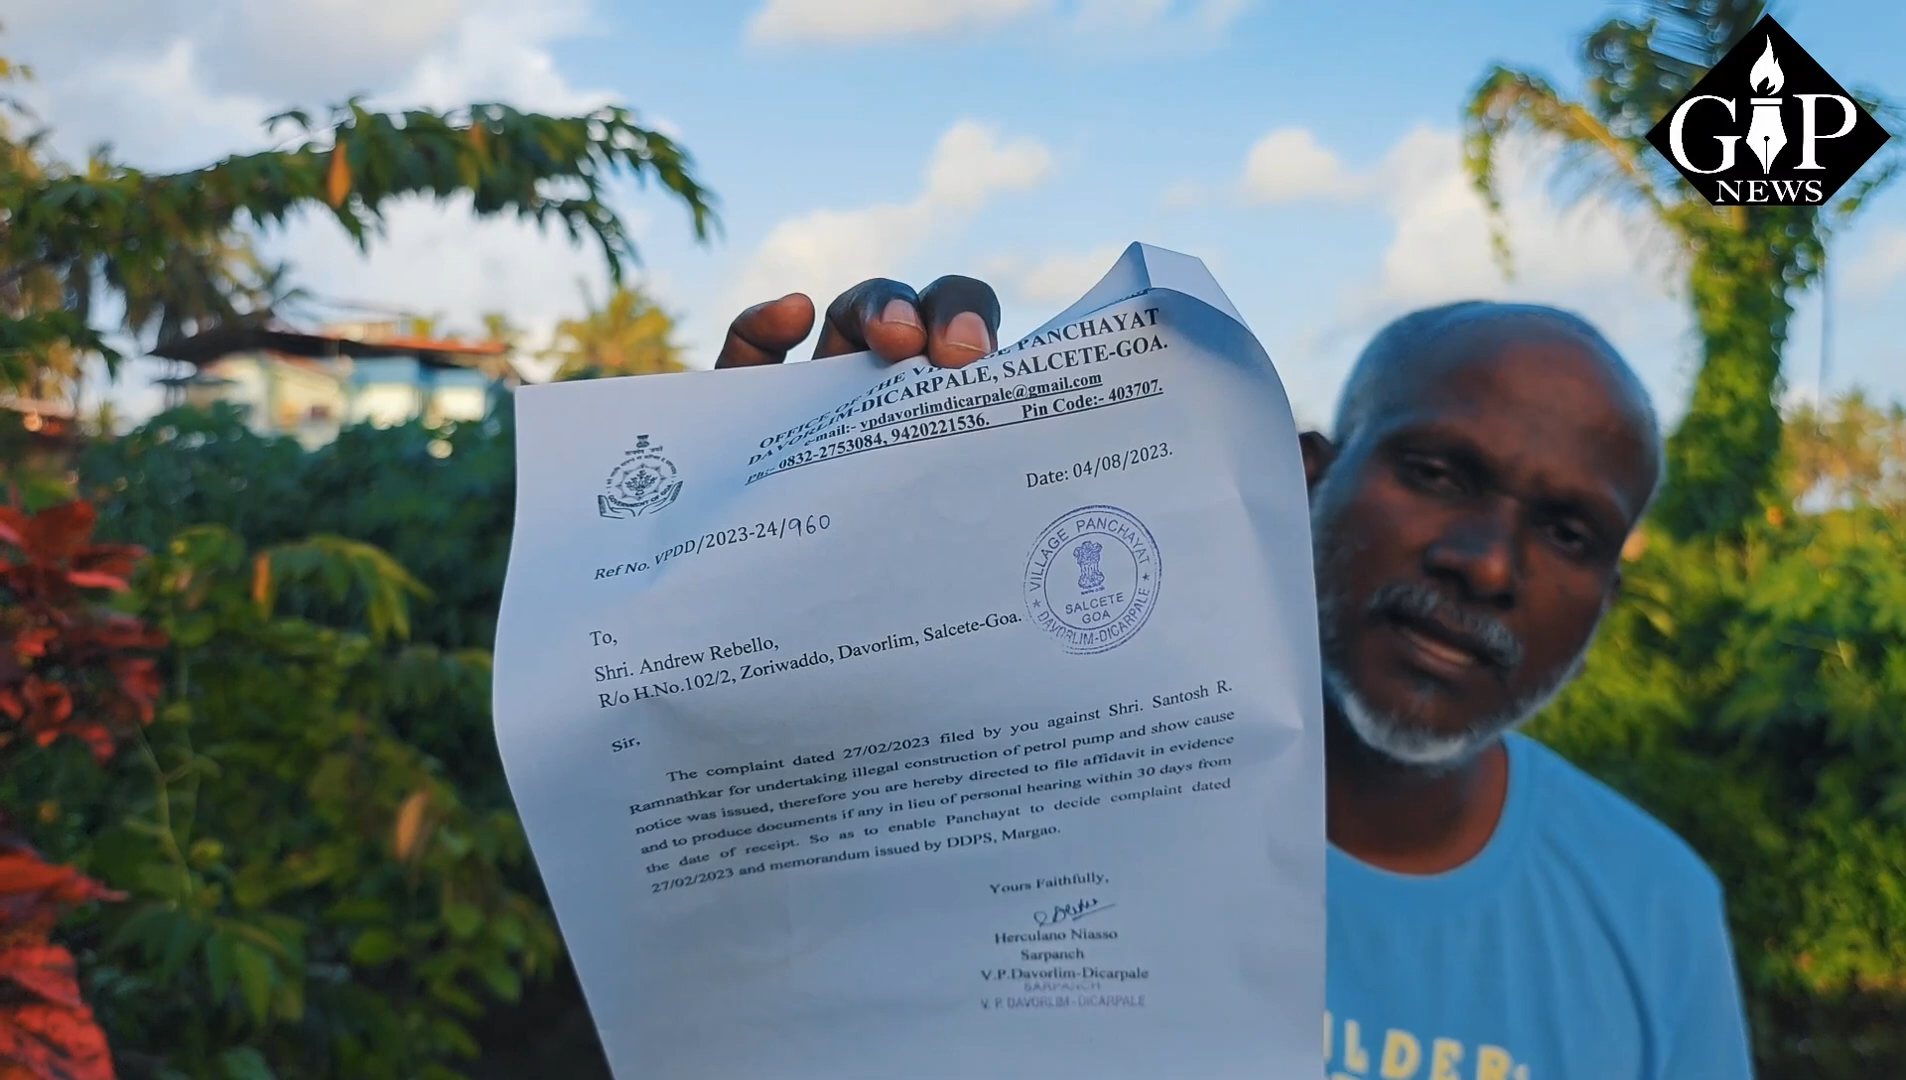 GIP
NEWS
OFFICE OF THE PANCHAYAT
DAVORLIM-DICARPALE, SALCETE-GOA.
e-mail:- vpdavorlimdicarpale@gmail.com
Ph:- 0832-2753084, 9420221536. Pin Code:- 403707.
GOVERNMENT OF GOA
Date: 04/08/2023.
Ref No. VPDD/2023-24/960
VILLAGE PANCHAYAT
SALCETE
GOA
DAVORLIM-DICARPALE
To,
Shri. Andrew Rebello,
R/o H.No.102/2, Zoriwaddo, Davorlim, Salcete-Goa.
Sir,
The complaint dated 27/02/2023 filed by you against Shri. Santosh R.
Ramnathkar for undertaking illegal construction of petrol pump and show cause
notice was issued, therefore you are hereby directed to file affidavit in evidence
and to produce documents if any in lieu of personal hearing within 30 days from
the date of receipt. So as to enable Panchayat to decide complaint dated
27/02/2023 and memorandum issued by DDPS, Margao.
Yours Faithfully,
Herculano Niasso
Sarpanch
V.P.Davorlim-Dicarpale
SARPANCH
V. P. DAVORLIM - DICARPALE